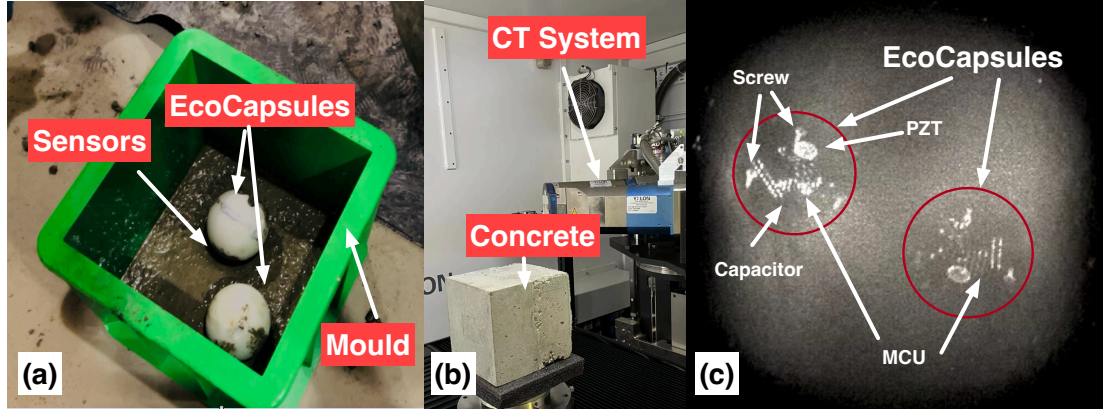 EcoCapsules
Sensors
Mould
(a)
CT System
Concrete
(b)
EcoCapsules
Screw
PZT
Capacitor
MCU
(c)